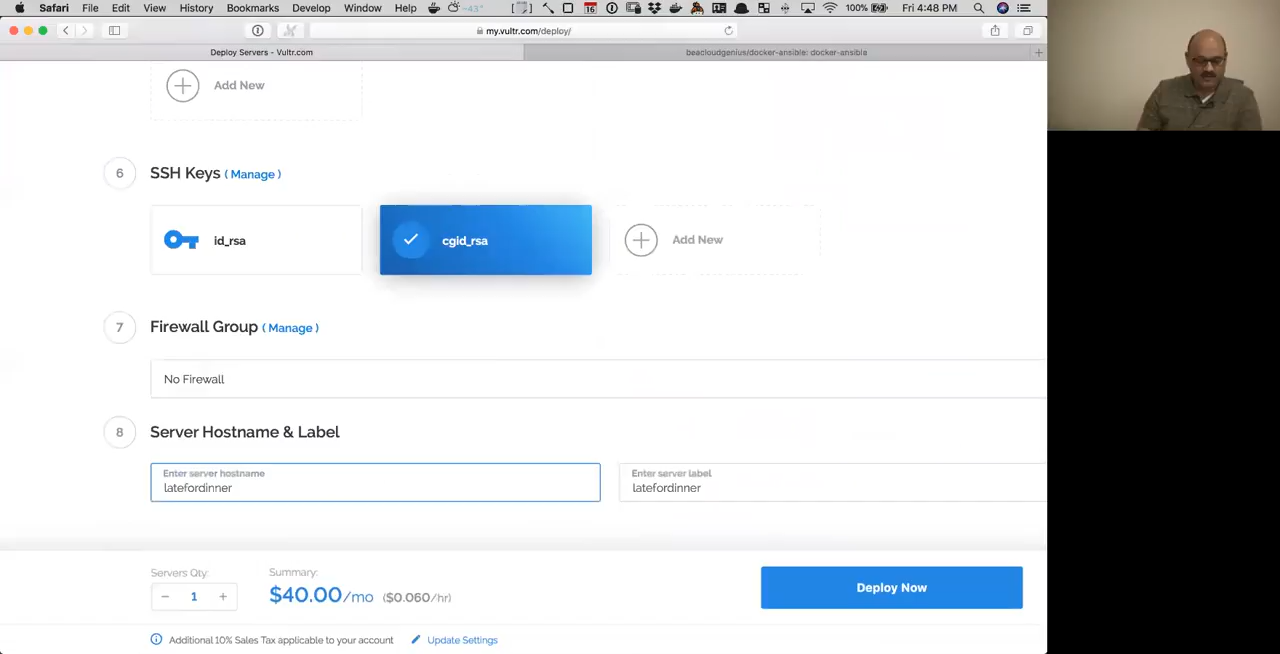 Safari File Edit View History Bookmarks Develop Window Help -43° 16 100% Fri 4:48 PM
my.vultr.com/deploy/
Deploy Servers - Vultr.com beacloudgenius/docker-ansible: docker-ansible
Add New
6 SSH Keys ( Manage )
id_rsa cgid_rsa Add New
7 Firewall Group ( Manage )
No Firewall
8 Server Hostname & Label
Enter server hostname Enter server label
latefordinner latefordinner
Servers Qty: Summary:
− 1 + $40.00/mo ($0.060/hr) Deploy Now
Additional 10% Sales Tax applicable to your account Update Settings